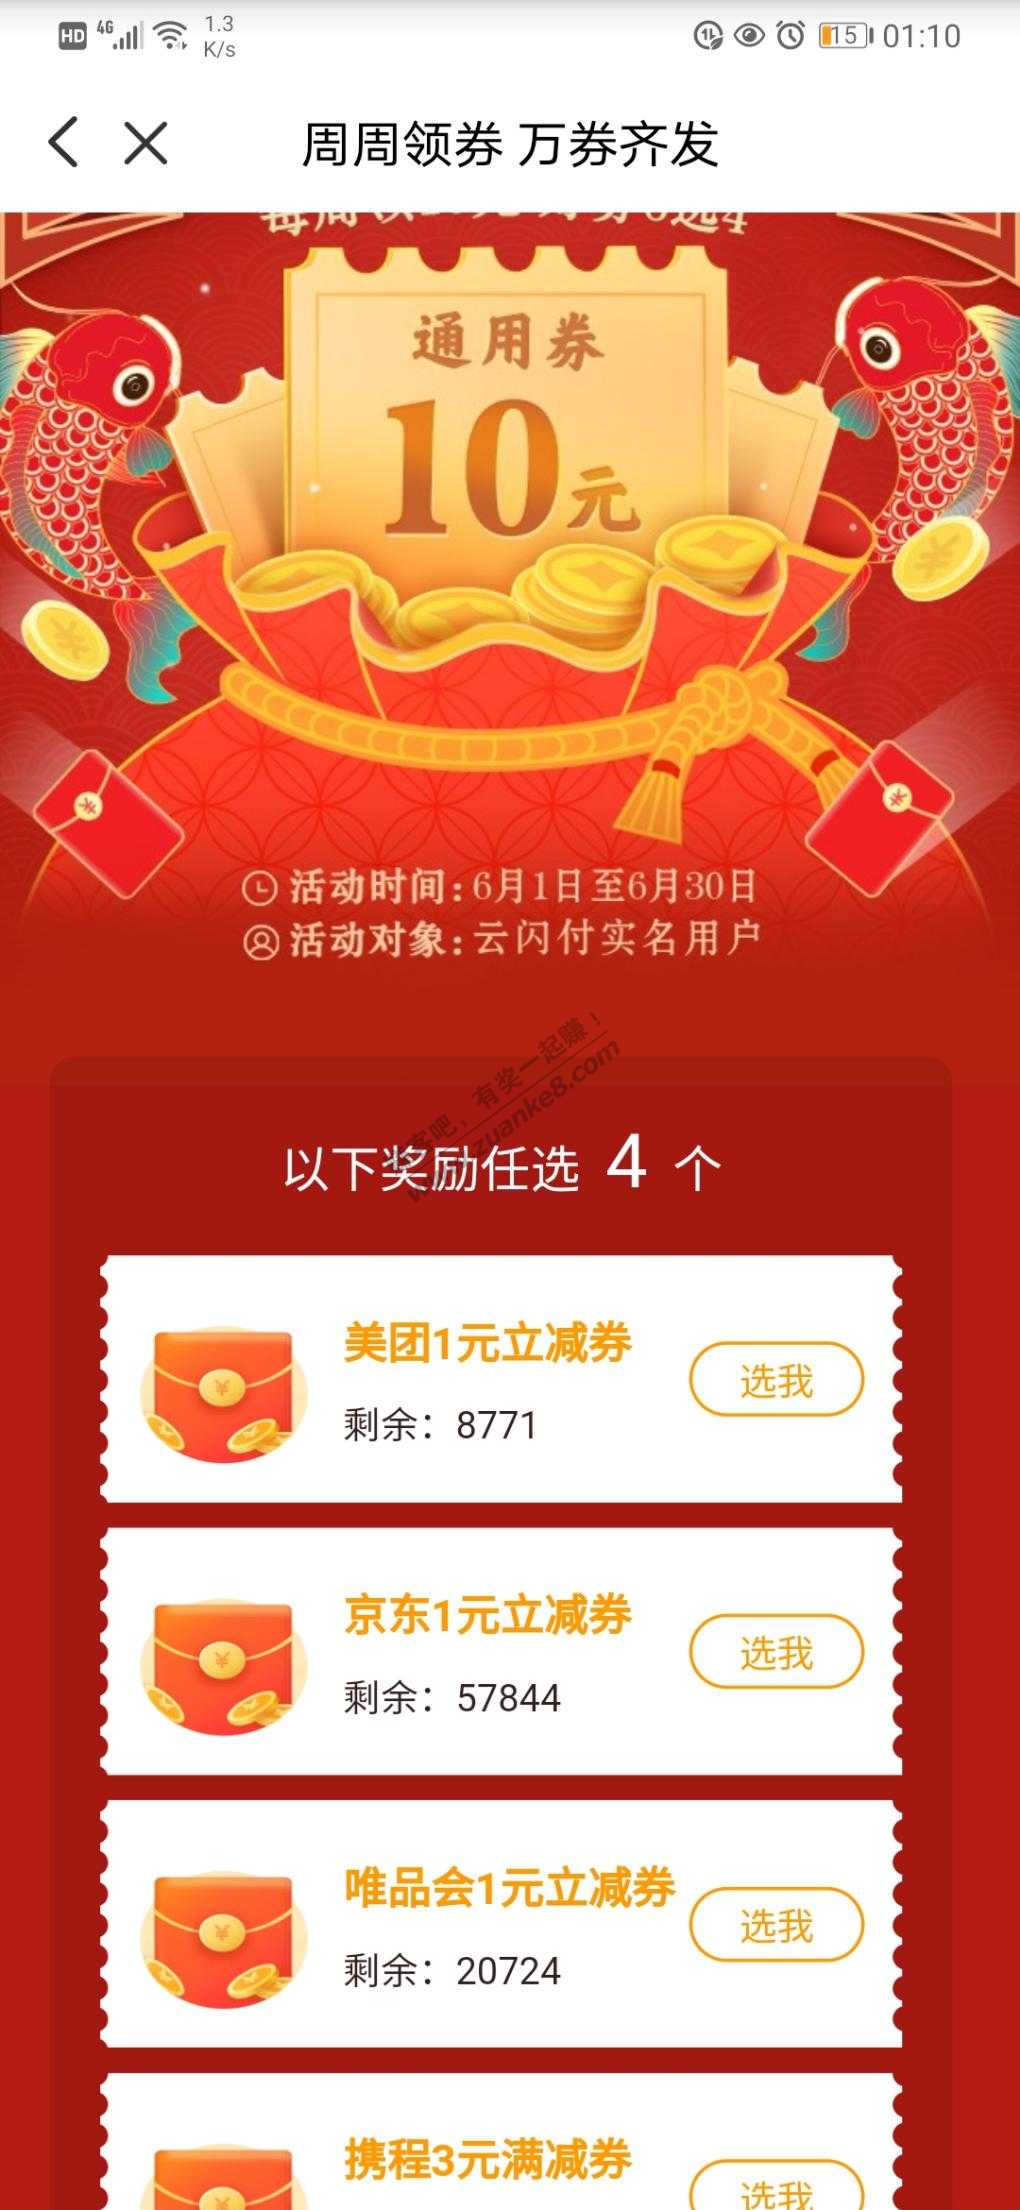 HD 4G 1.3 K/s 15 01:10
周周领券 万券齐发
通用券
10元
活动时间:6月1日至6月30日
活动对象:云闪付实名用户
有奖一起赚!
www.zuanke8.com
以下奖励任选 4 个
美团1元立减券
选我
剩余：8771
京东1元立减券
选我
剩余：57844
唯品会1元立减券
选我
剩余：20724
携程3元满减券
选我